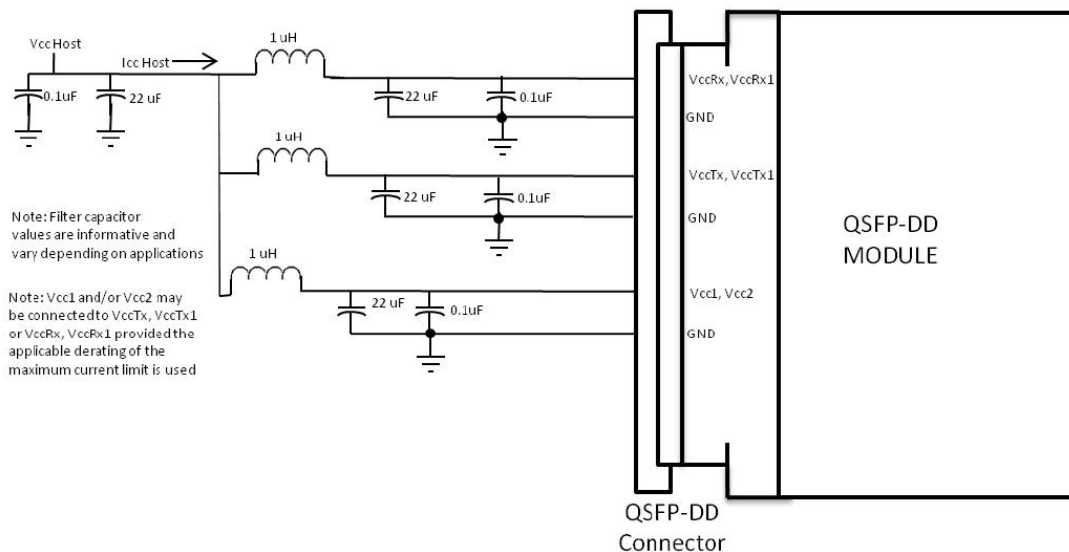 Vcc Host
Icc Host
1 uH
0.1uF
22 uF
22 uF
0.1uF
VccRx, VccRx1
GND
1 uH
22 uF
0.1uF
VccTx, VccTx1
GND
Note: Filter capacitor
values are informative and
vary depending on applications
1 uH
22 uF
0.1uF
Vcc1, Vcc2
GND
Note: Vcc1 and/or Vcc2 may
be connected to VccTx, VccTx1
or VccRx, VccRx1 provided the
applicable derating of the
maximum current limit is used
QSFP-DD
MODULE
QSFP-DD
Connector